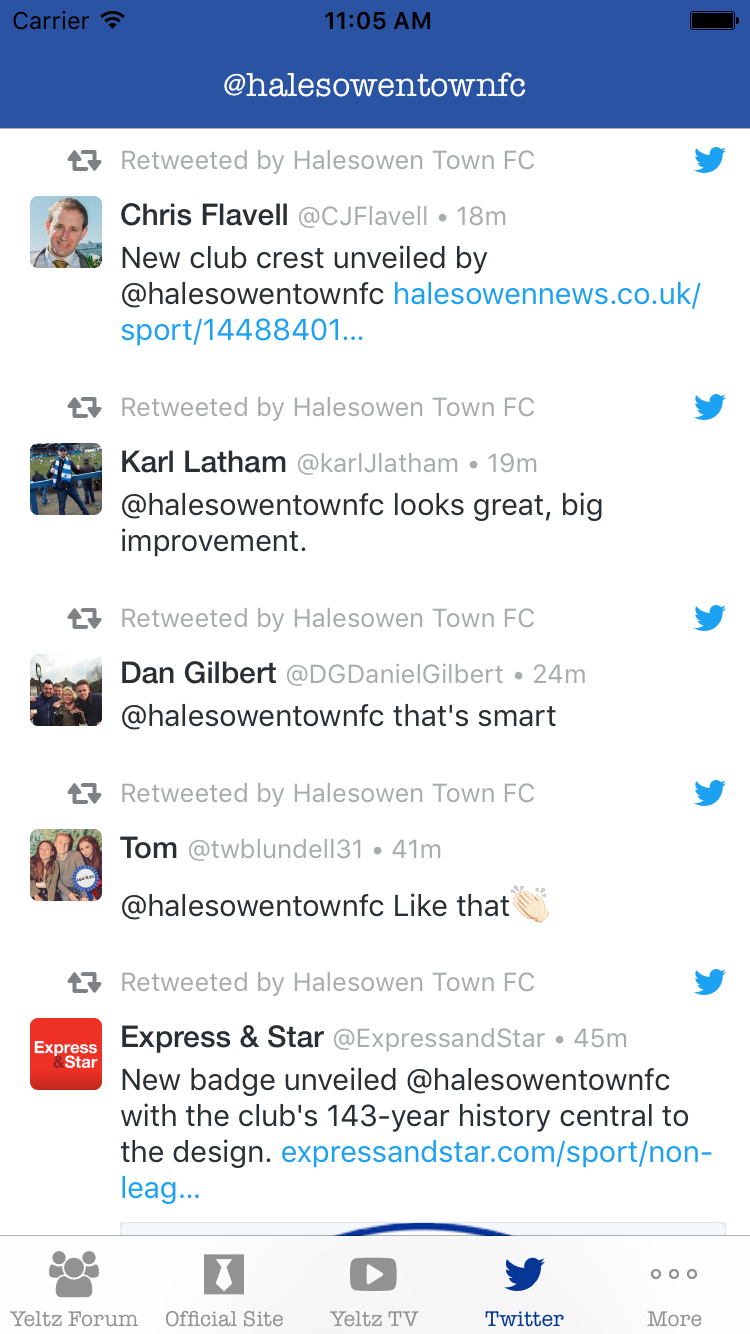 Carrier 11:05 AM
@halesowentownfc
Retweeted by Halesowen Town FC
Chris Flavell @CJFlavell • 18m
New club crest unveiled by
@halesowentownfc halesowennews.co.uk/
sport/14488401...
Retweeted by Halesowen Town FC
Karl Latham @karlJlatham • 19m
@halesowentownfc looks great, big
improvement.
Retweeted by Halesowen Town FC
Dan Gilbert @DGDanielGilbert • 24m
@halesowentownfc that's smart
Retweeted by Halesowen Town FC
Tom @twblundell31 • 41m
@halesowentownfc Like that👏🏻
Retweeted by Halesowen Town FC
Express & Star @ExpressandStar • 45m
Express
&Star
New badge unveiled @halesowentownfc
with the club's 143-year history central to
the design. expressandstar.com/sport/non-
leag...
Yeltz Forum Official Site Yeltz TV Twitter More